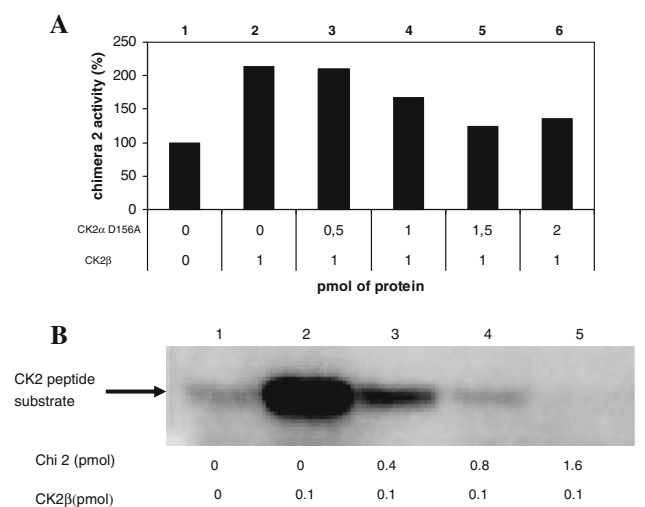 A
1 2 3 4 5 6
chimera 2 activity (%)
250
200
150
100
50
0
CK2α D156A 0 0 0,5 1 1,5 2
CK2β 0 1 1 1 1 1
pmol of protein
B
1 2 3 4 5
CK2 peptide
substrate
Chi 2 (pmol) 0 0 0.4 0.8 1.6
CK2β(pmol) 0 0.1 0.1 0.1 0.1